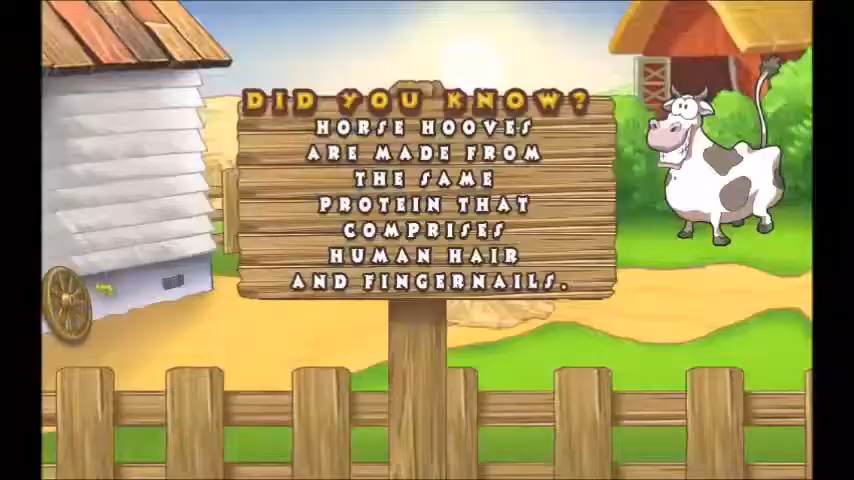 DID YOU KNOW?
HORSE HOOVES
ARE MADE FROM
THE SAME
PROTEIN THAT
COMPRISES
HUMAN HAIR
AND FINGERNAILS.